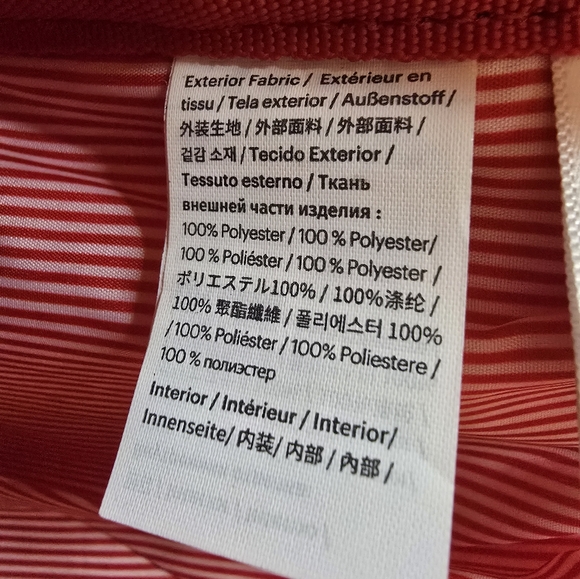 Exterior Fabric / Extérieur en
tissu / Tela exterior / Außenstoff /
外装生地 / 外部面料 / 外部面料 /
겉감 소재 / Tecido Exterior /
Tessuto esterno / Ткань
внешней части изделия :
100% Polyester / 100 % Polyester/
100 % Poliéster / 100 % Polyester /
ポリエステル100% / 100%涤纶 /
100% 聚酯纖維 / 폴리에스터 100%
/ 100% Poliéster / 100% Poliestere /
100 % полиэстер
Interior / Intérieur / Interior/
Innenseite/ 内装/ 内部 / 內部 /